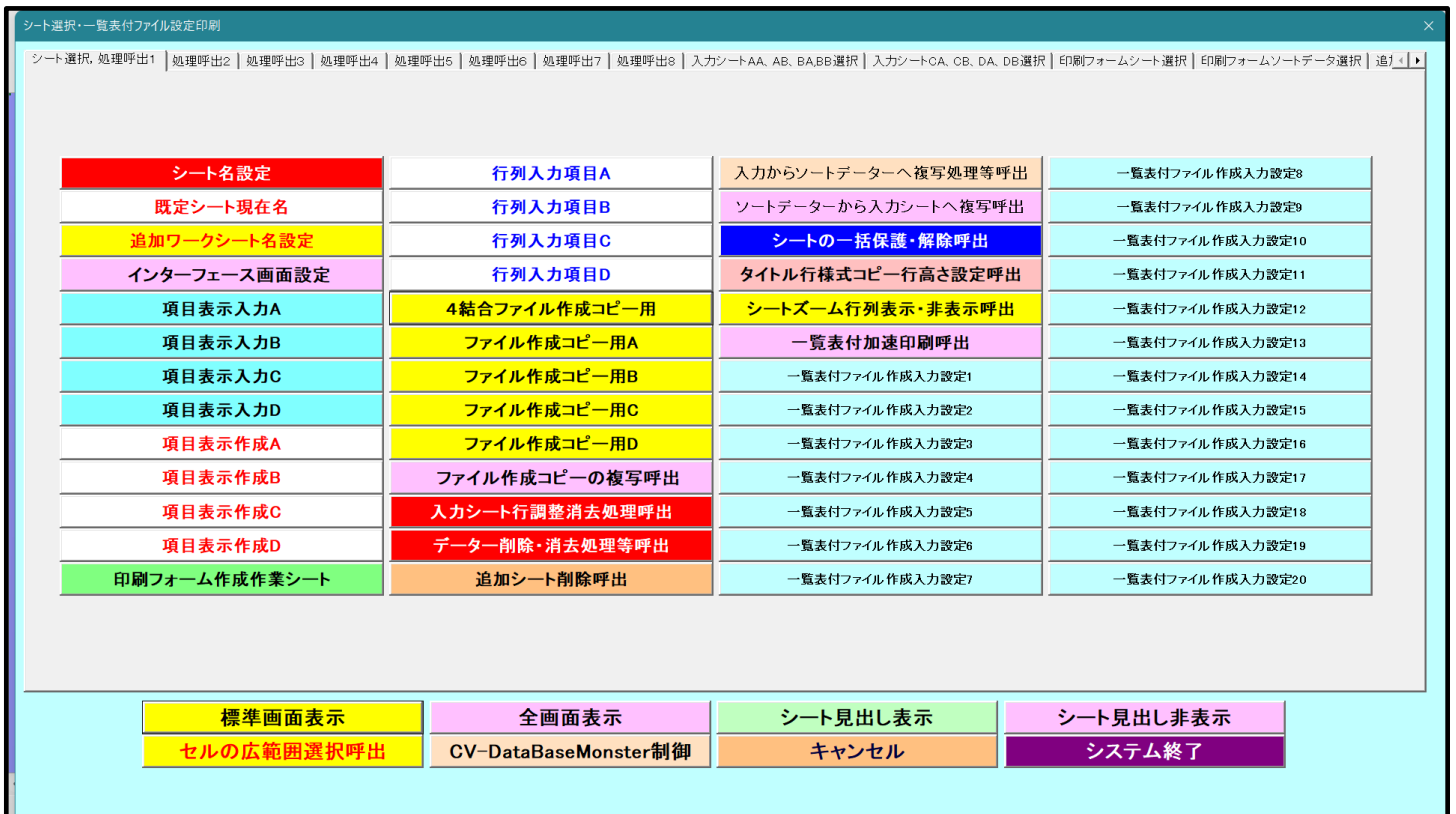 シート選択・一覧表付ファイル設定印刷
シート選択, 処理呼出1 処理呼出2 処理呼出3 処理呼出4 処理呼出5 処理呼出6 処理呼出7 処理呼出8 入力シートAA、AB、BA,BB選択 入力シートCA、CB、DA、DB選択 印刷フォームシート選択 印刷フォームソートデータ選択
シート名設定 行列入力項目A 入力からソートデーターへ複写処理等呼出 一覧表付ファイル作成入力設定8
既定シート現在名 行列入力項目B ソートデーターから入力シートへ複写呼出 一覧表付ファイル作成入力設定9
追加ワークシート名設定 行列入力項目C シートの一括保護・解除呼出 一覧表付ファイル作成入力設定10
インターフェース画面設定 行列入力項目D タイトル行様式コピー行高さ設定呼出 一覧表付ファイル作成入力設定11
項目表示入力A 4結合ファイル作成コピー用 シートズーム行列表示・非表示呼出 一覧表付ファイル作成入力設定12
項目表示入力B ファイル作成コピー用A 一覧表付加速印刷呼出 一覧表付ファイル作成入力設定13
項目表示入力C ファイル作成コピー用B 一覧表付ファイル作成入力設定1 一覧表付ファイル作成入力設定14
項目表示入力D ファイル作成コピー用C 一覧表付ファイル作成入力設定2 一覧表付ファイル作成入力設定15
項目表示作成A ファイル作成コピー用D 一覧表付ファイル作成入力設定3 一覧表付ファイル作成入力設定16
項目表示作成B ファイル作成コピーの複写呼出 一覧表付ファイル作成入力設定4 一覧表付ファイル作成入力設定17
項目表示作成C 入力シート行調整消去処理呼出 一覧表付ファイル作成入力設定5 一覧表付ファイル作成入力設定18
項目表示作成D データー削除・消去処理等呼出 一覧表付ファイル作成入力設定6 一覧表付ファイル作成入力設定19
印刷フォーム作成作業シート 追加シート削除呼出 一覧表付ファイル作成入力設定7 一覧表付ファイル作成入力設定20
標準画面表示 全画面表示 シート見出し表示 シート見出し非表示
セルの広範囲選択呼出 CV-DataBaseMonster制御 キャンセル システム終了